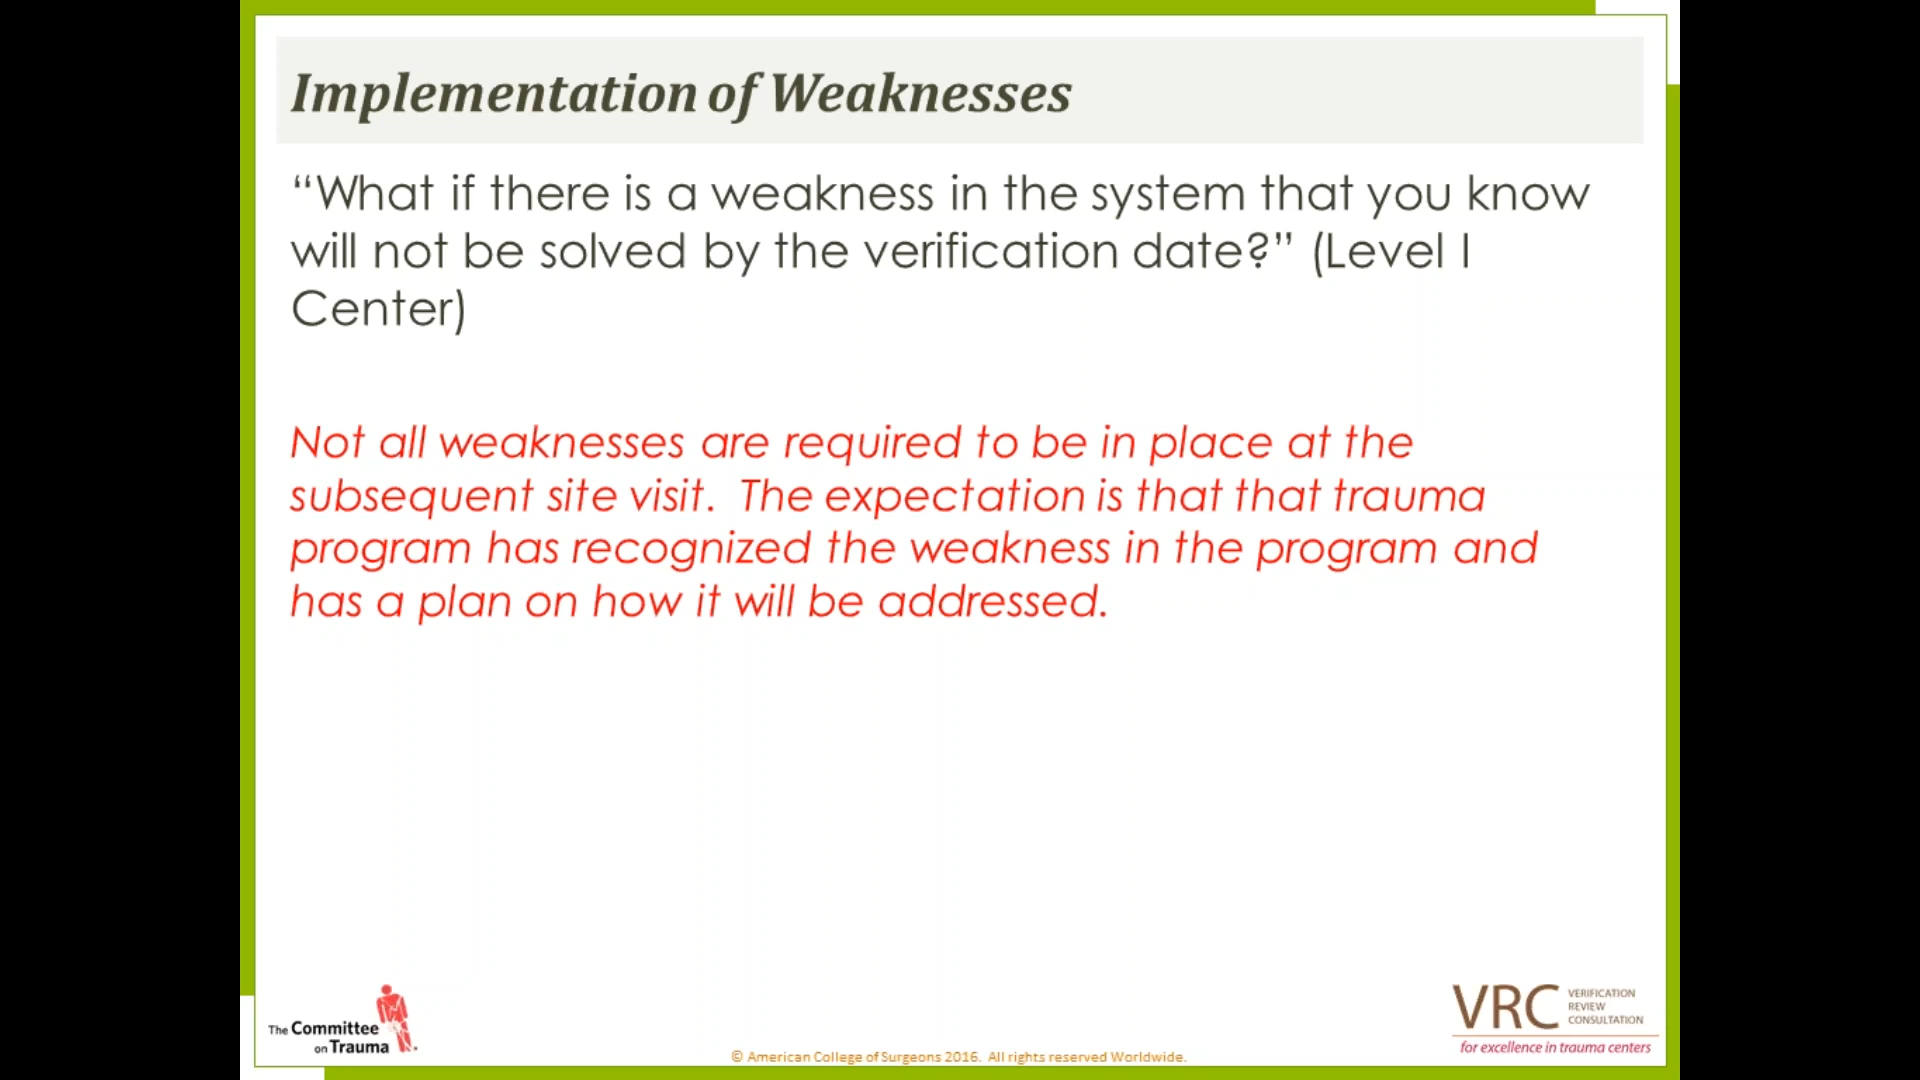 Implementation of Weaknesses
“What if there is a weakness in the system that you know
will not be solved by the verification date?” (Level I
Center)
Not all weaknesses are required to be in place at the
subsequent site visit.  The expectation is that that trauma
program has recognized the weakness in the program and
has a plan on how it will be addressed.
The Committee
on Trauma
© American College of Surgeons 2016.  All rights reserved Worldwide.
VRC
VERIFICATION
REVIEW
CONSULTATION
for excellence in trauma centers